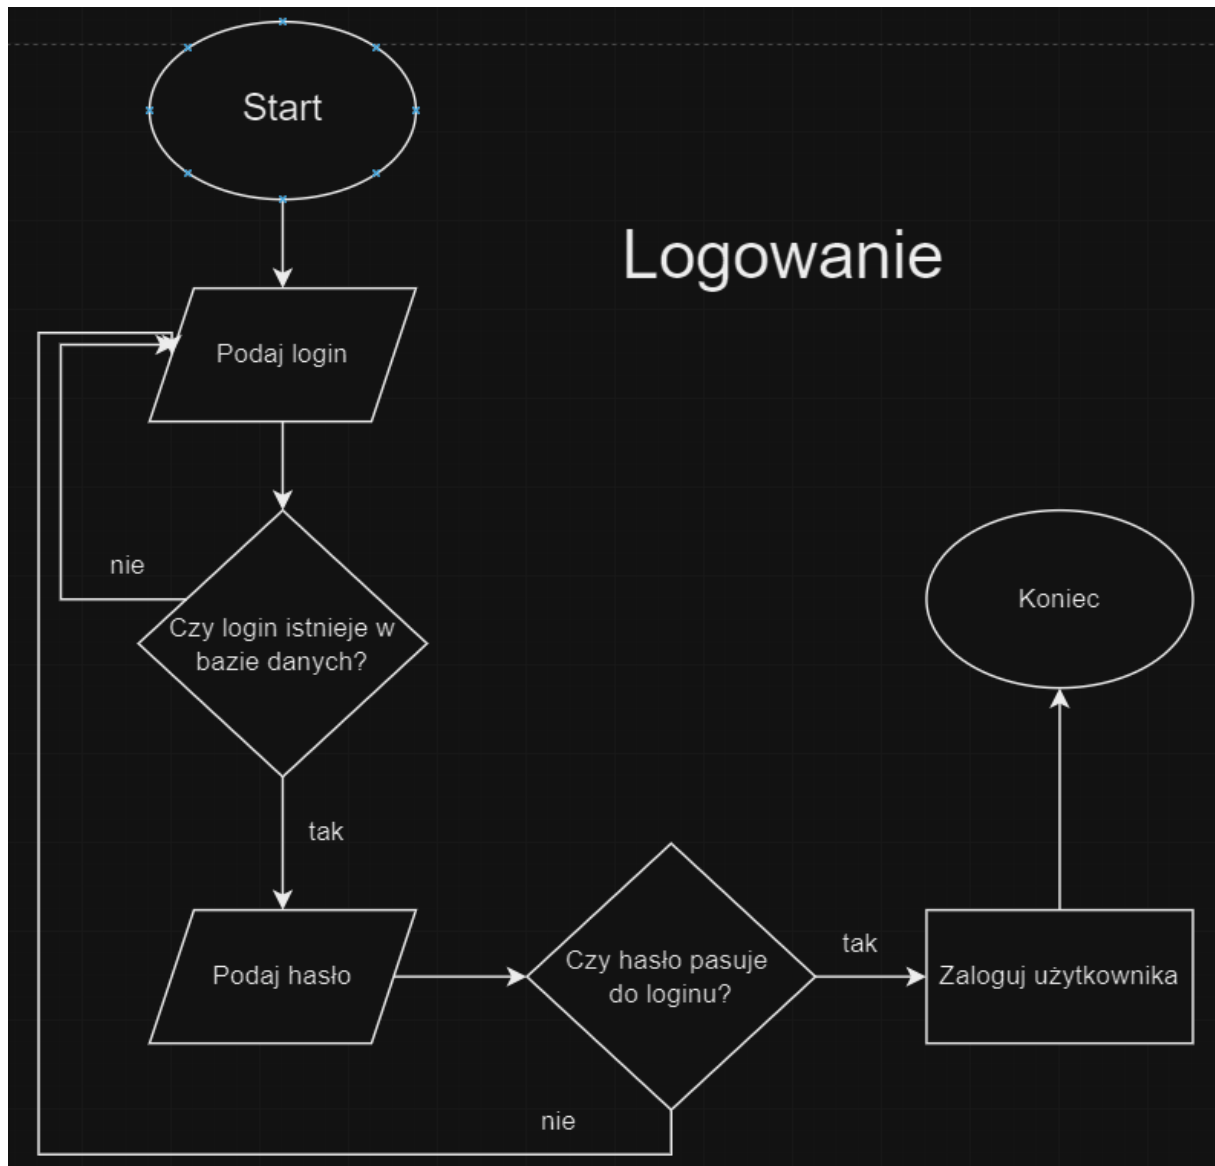 Start
Logowanie
Podaj login
nie
Czy login istnieje w
bazie danych?
Koniec
tak
Podaj hasło
Czy hasło pasuje
do loginu?
tak
Zaloguj użytkownika
nie